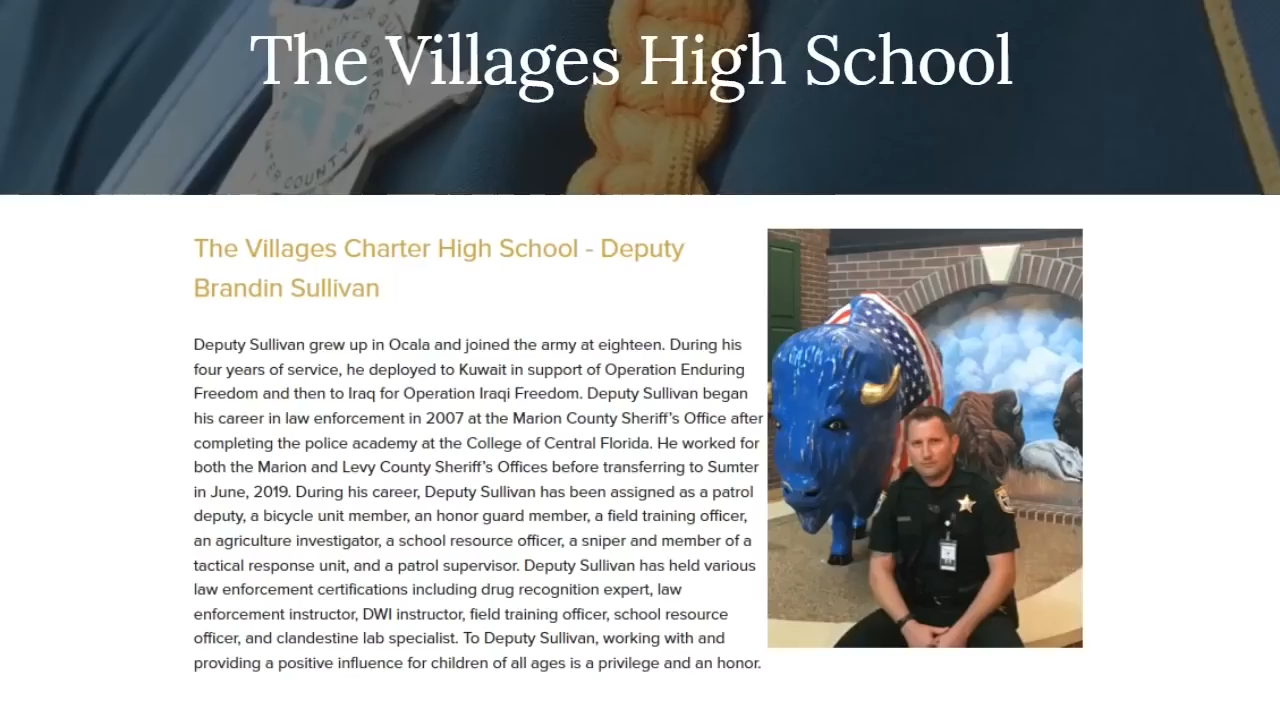 The Villages High School
The Villages Charter High School - Deputy
Brandin Sullivan
Deputy Sullivan grew up in Ocala and joined the army at eighteen. During his
four years of service, he deployed to Kuwait in support of Operation Enduring
Freedom and then to Iraq for Operation Iraqi Freedom. Deputy Sullivan began
his career in law enforcement in 2007 at the Marion County Sheriff's Office after
completing the police academy at the College of Central Florida. He worked for
both the Marion and Levy County Sheriff's Offices before transferring to Sumter
in June, 2019. During his career, Deputy Sullivan has been assigned as a patrol
deputy, a bicycle unit member, an honor guard member, a field training officer,
an agriculture investigator, a school resource officer, a sniper and member of a
tactical response unit, and a patrol supervisor. Deputy Sullivan has held various
law enforcement certifications including drug recognition expert, law
enforcement instructor, DWI instructor, field training officer, school resource
officer, and clandestine lab specialist. To Deputy Sullivan, working with and
providing a positive influence for children of all ages is a privilege and an honor.
COUNTY